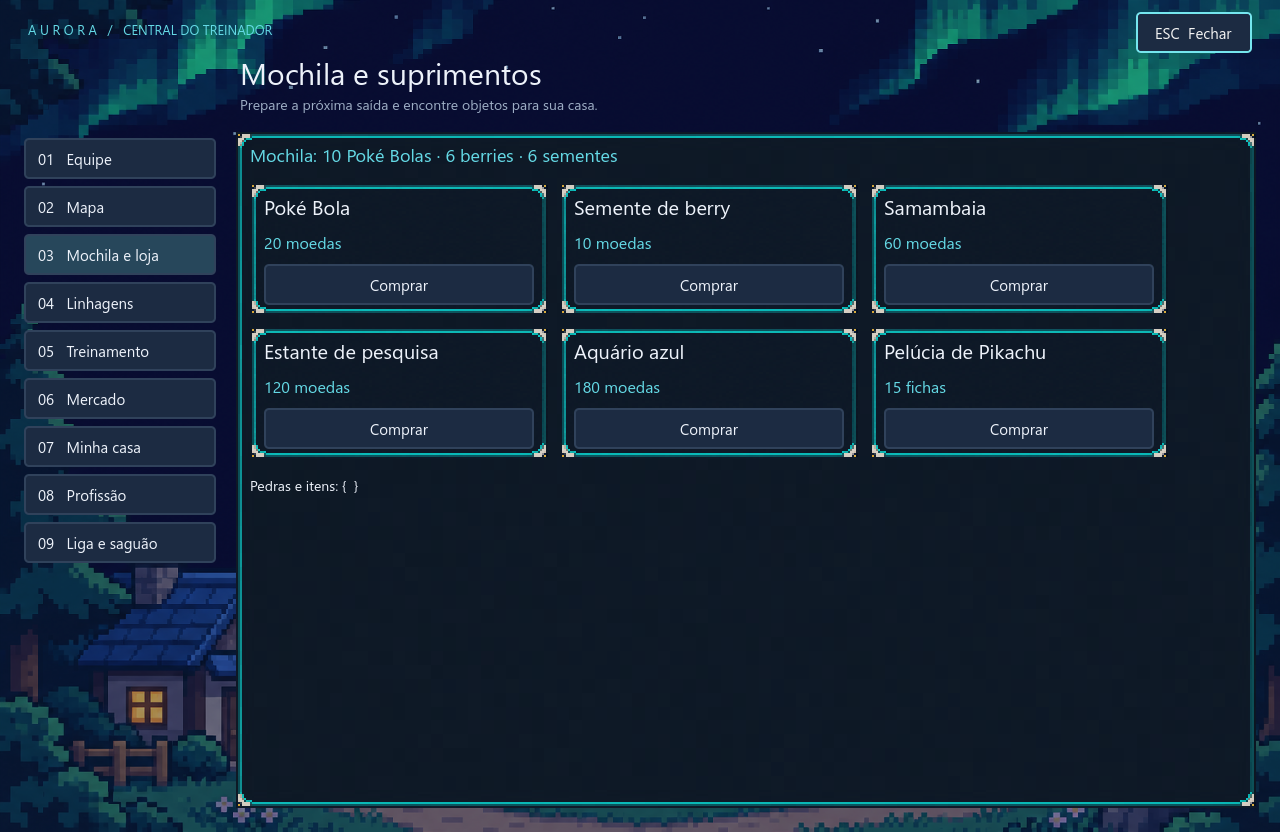 AURORA / CENTRAL DO TREINADOR
ESC Fechar
Mochila e suprimentos
Prepare a próxima saída e encontre objetos para sua casa.
01 Equipe
02 Mapa
03 Mochila e loja
04 Linhagens
05 Treinamento
06 Mercado
07 Minha casa
08 Profissão
09 Liga e saguão
Mochila: 10 Poké Bolas · 6 berries · 6 sementes
Poké Bola
20 moedas
Comprar
Semente de berry
10 moedas
Comprar
Samambaia
60 moedas
Comprar
Estante de pesquisa
120 moedas
Comprar
Aquário azul
180 moedas
Comprar
Pelúcia de Pikachu
15 fichas
Comprar
Pedras e itens: { }